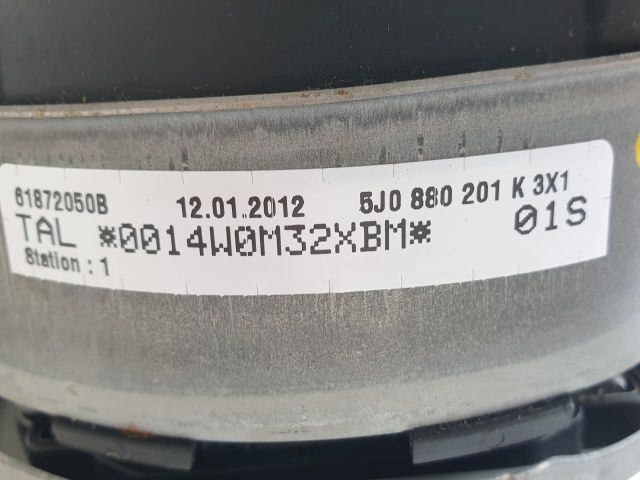 61872050B 12.01.2012 5J0 880 201 K 3X1
TAL *0014W0M32XBM* 01S
Station : 1